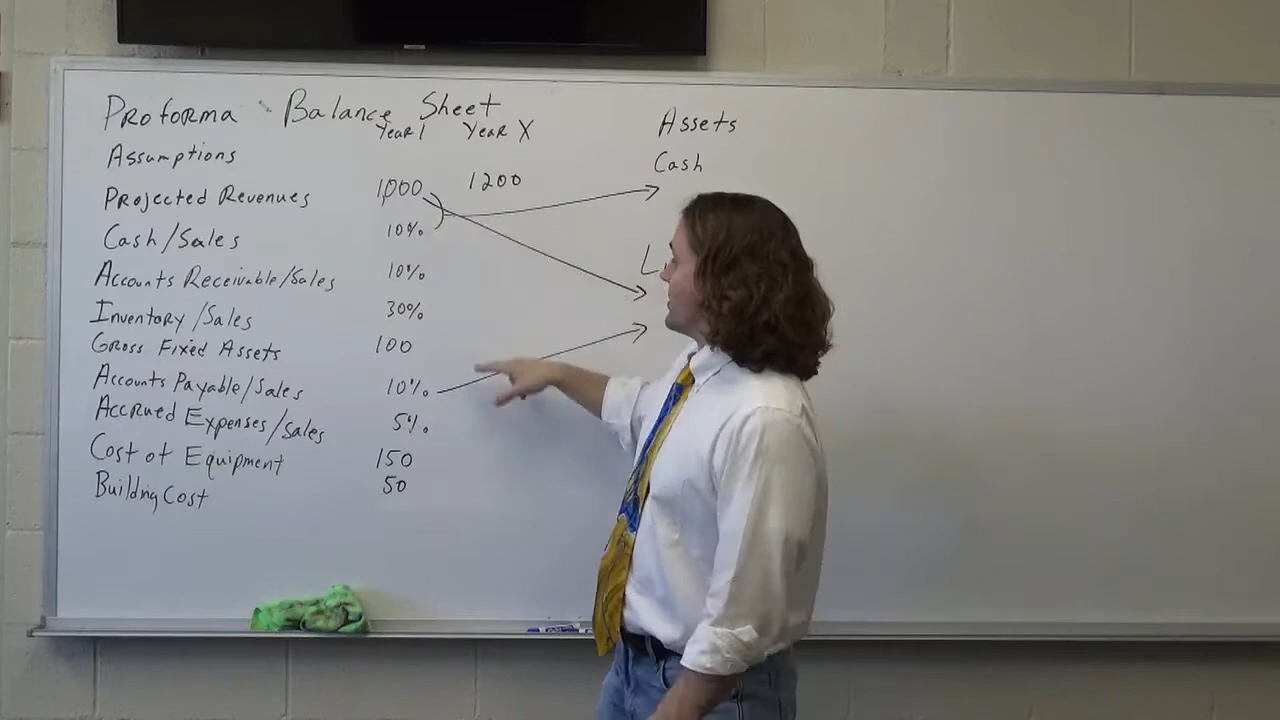 Proforma Balance Sheet
Year 1 Year X
Assumptions
Projected Revenues 1,000 1200
Cash/Sales 10%
Accounts Receivable/Sales 10%
Inventory/Sales 30%
Gross Fixed Assets 100
Accounts Payable/Sales 10%
Accrued Expenses/Sales 5%
Cost of Equipment 150
Building Cost 50
Assets
Cash